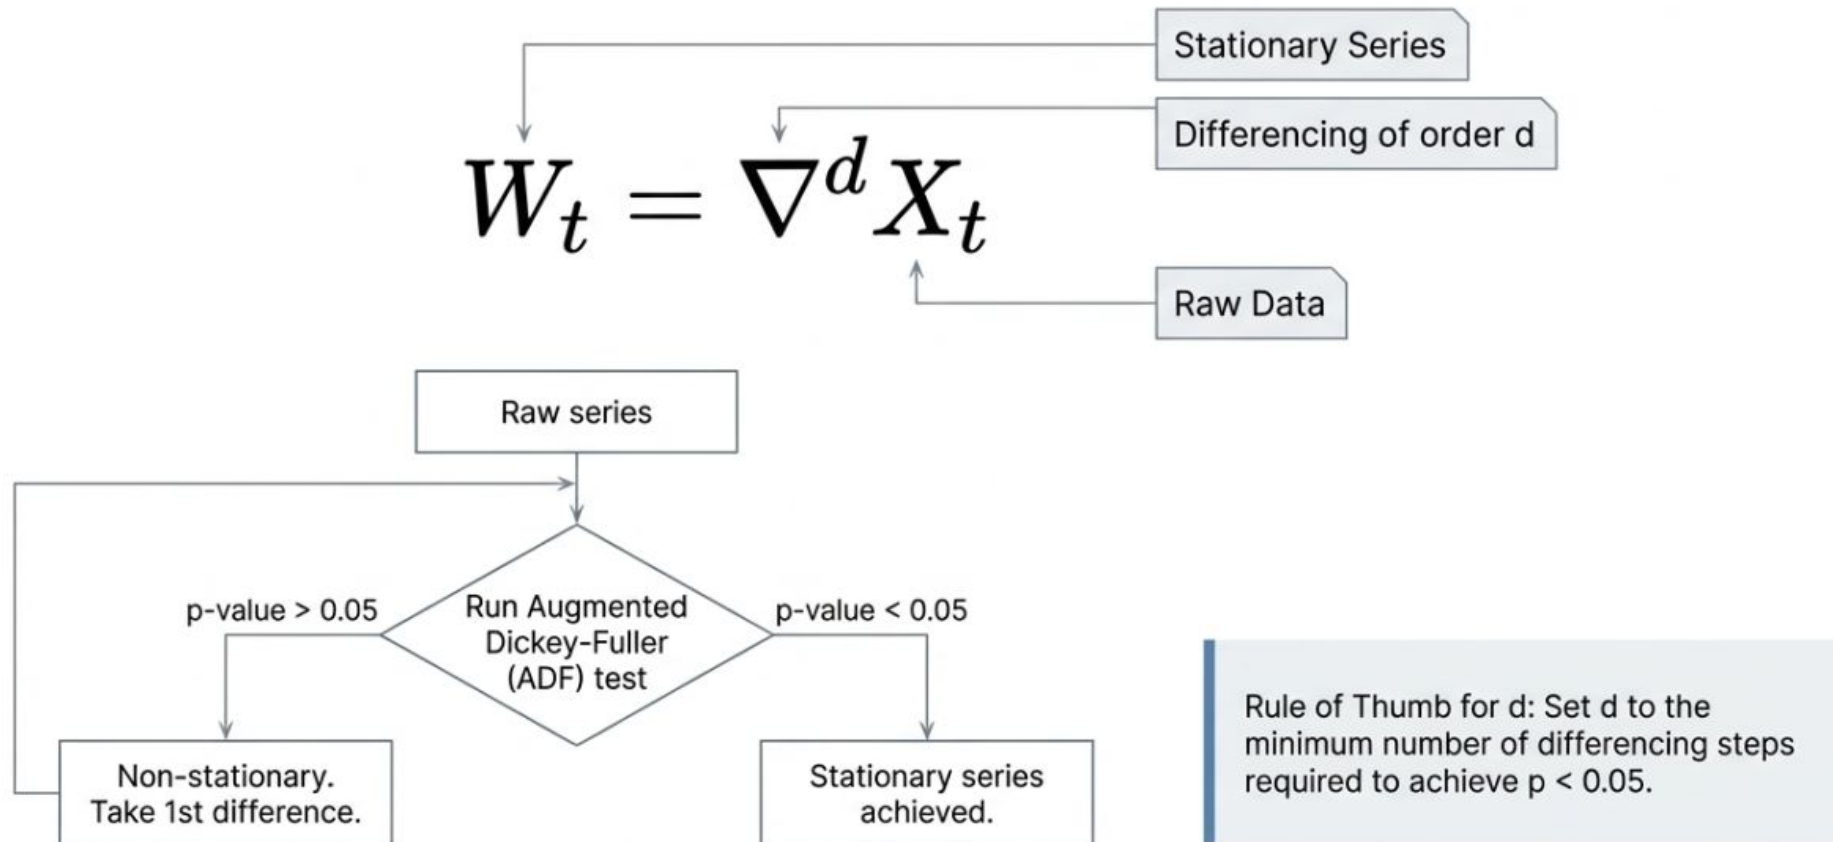 Stationary Series
Differencing of order d
W_t = ∇^d X_t
Raw Data
Raw series
p-value > 0.05
Run Augmented
Dickey-Fuller
(ADF) test
p-value < 0.05
Non-stationary.
Take 1st difference.
Stationary series
achieved.
Rule of Thumb for d: Set d to the
minimum number of differencing steps
required to achieve p < 0.05.